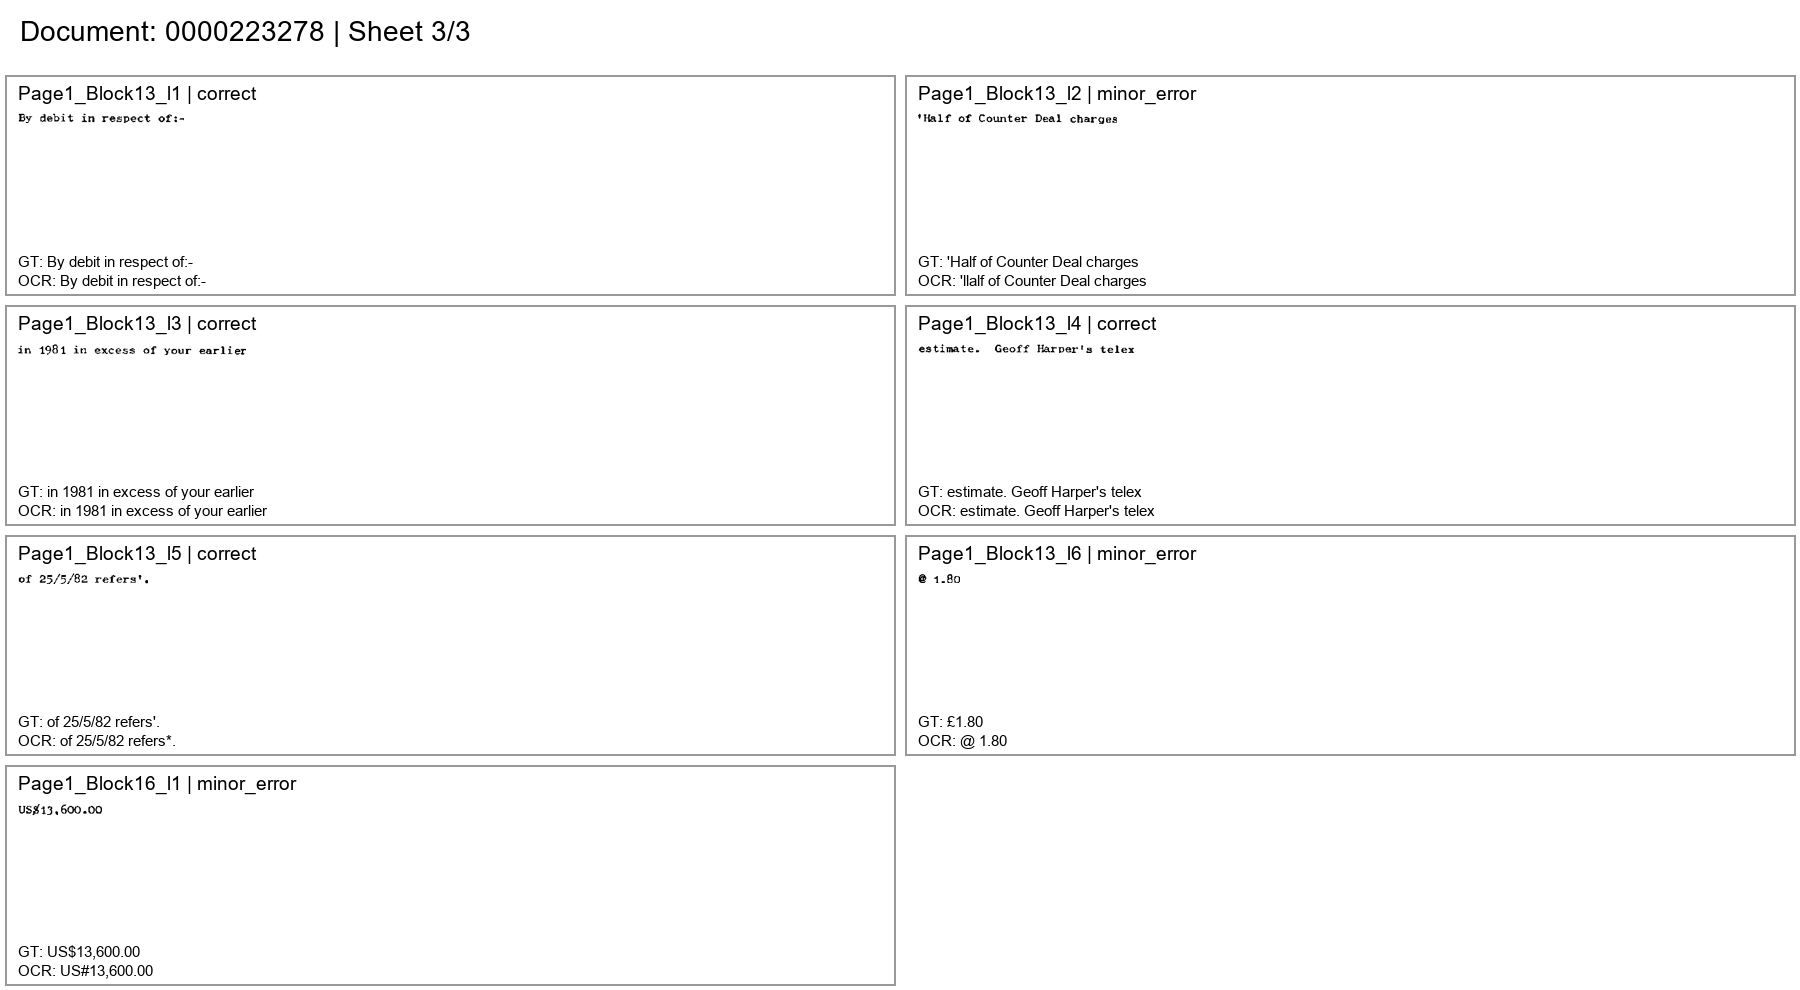 Document: 0000223278 | Sheet 3/3
Page1_Block13_l1 | correct
By debit in respect of:-
GT: By debit in respect of:-
OCR: By debit in respect of:-
Page1_Block13_l2 | minor_error
'Half of Counter Deal charges
GT: 'Half of Counter Deal charges
OCR: 'llalf of Counter Deal charges
Page1_Block13_l3 | correct
in 1981 in excess of your earlier
GT: in 1981 in excess of your earlier
OCR: in 1981 in excess of your earlier
Page1_Block13_l4 | correct
estimate. Geoff Harper's telex
GT: estimate. Geoff Harper's telex
OCR: estimate. Geoff Harper's telex
Page1_Block13_l5 | correct
of 25/5/82 refers'.
GT: of 25/5/82 refers'.
OCR: of 25/5/82 refers*.
Page1_Block13_l6 | minor_error
@ 1.80
GT: £1.80
OCR: @ 1.80
Page1_Block16_l1 | minor_error
US$13,600.00
GT: US$13,600.00
OCR: US#13,600.00